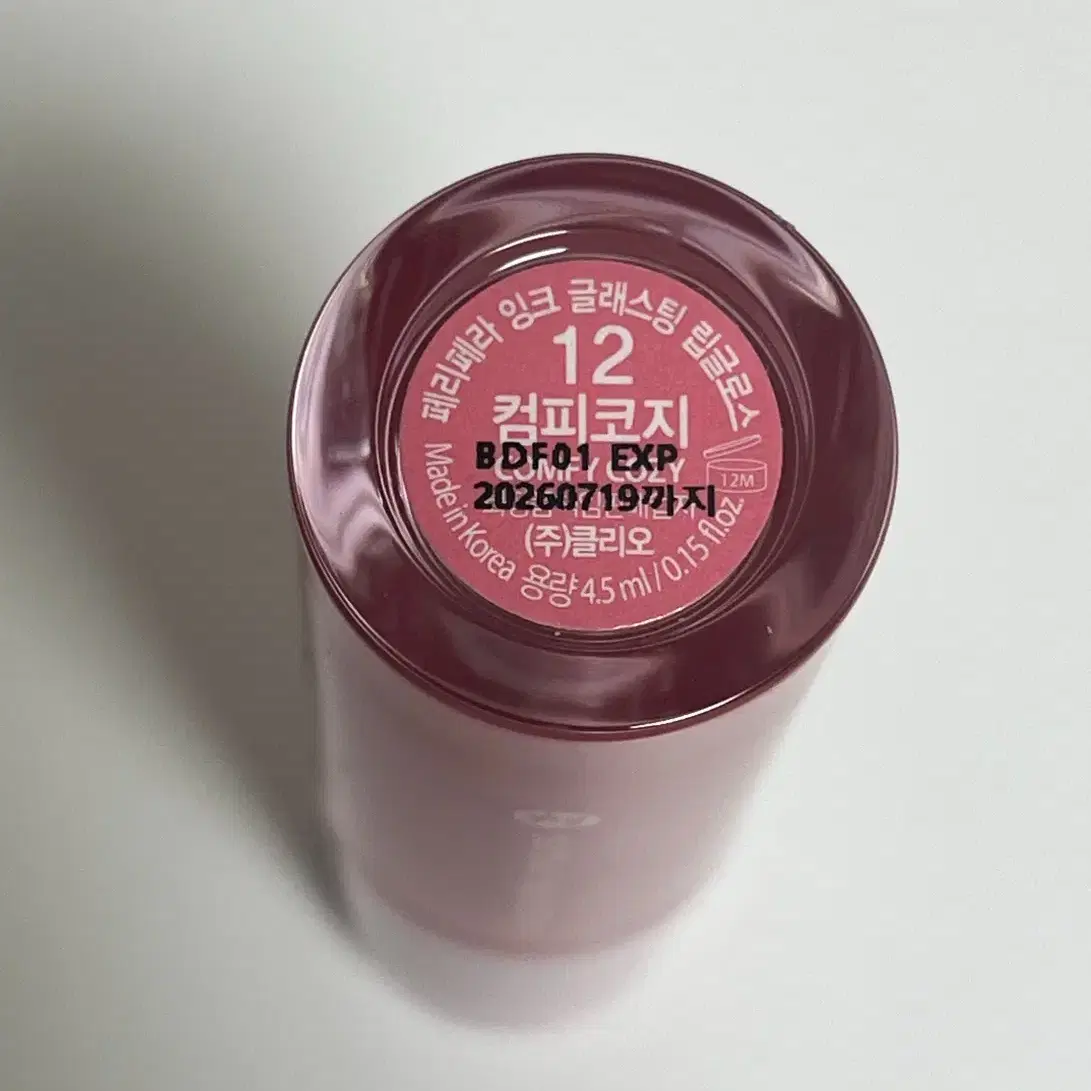 페리페라 잉크 글래스팅 립글로스
12
컴피코지
COMFY COZY
BDF01 EXP
20260719까지
12M
(주)클리오
Made in Korea 용량 4.5 ml / 0.15 fl.oz.